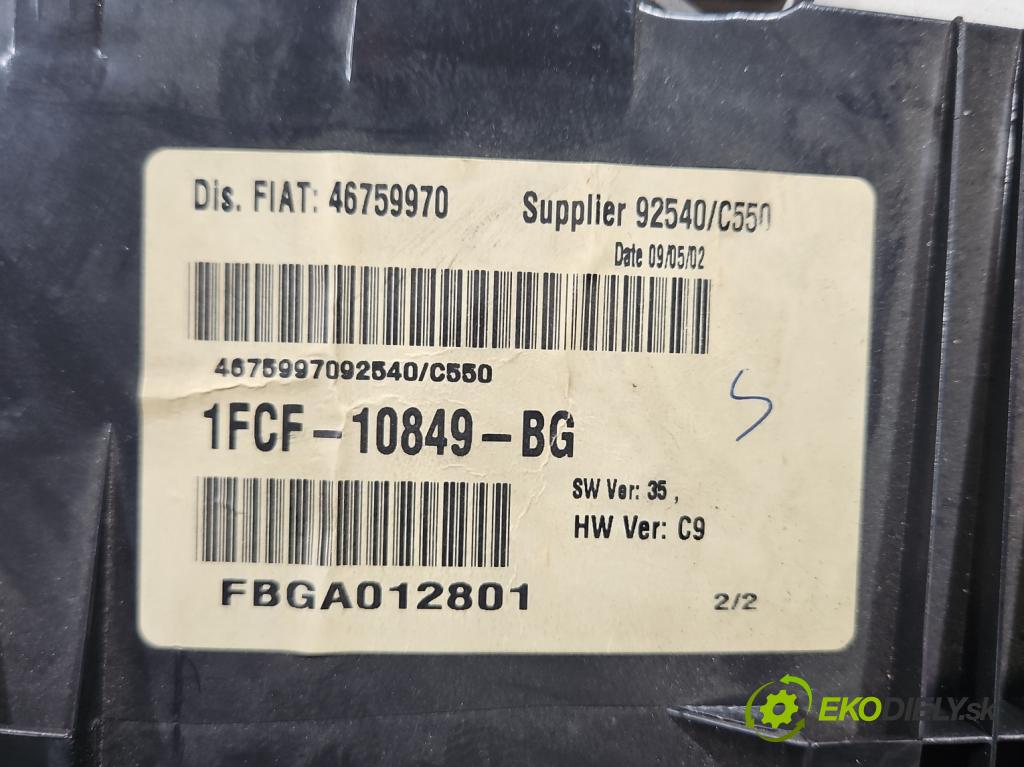 Dis. FIAT: 46759970
Supplier 92540/C550
Date 09/05/02
4675997092540/C550
1FCF-10849-BG
SW Ver: 35 ,
HW Ver: C9
FBGA012801
2/2
S
EKODIELY.sk